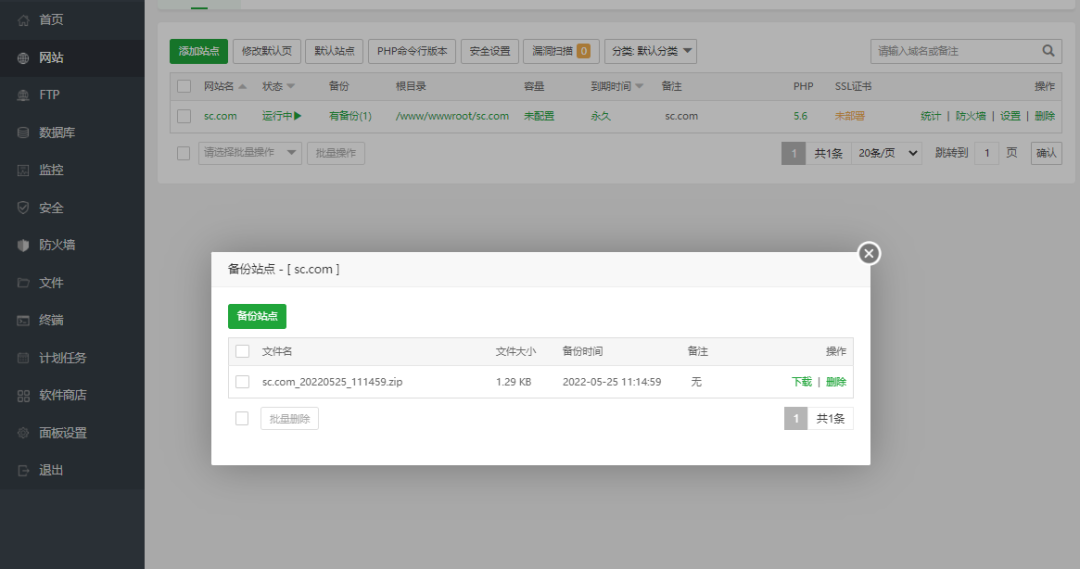 首页
网站
FTP
数据库
监控
安全
防火墙
文件
终端
计划任务
软件商店
面板设置
退出
添加站点 修改默认页 默认站点 PHP命令行版本 安全设置 漏洞扫描 0 分类: 默认分类 请输入域名或备注
网站名 状态 备份 根目录 容量 到期时间 备注 PHP SSL证书 操作
sc.com 运行中 有备份(1) /www/wwwroot/sc.com 未配置 永久 sc.com 5.6 未部署 统计 | 防火墙 | 设置 | 删除
请选择批量操作 批量操作 1 共1条 20条/页 跳转到 1 页 确认
备份站点 - [ sc.com ]
备份站点
文件名 文件大小 备份时间 备注 操作
sc.com_20220525_111459.zip 1.29 KB 2022-05-25 11:14:59 无 下载 | 删除
批量删除 1 共1条